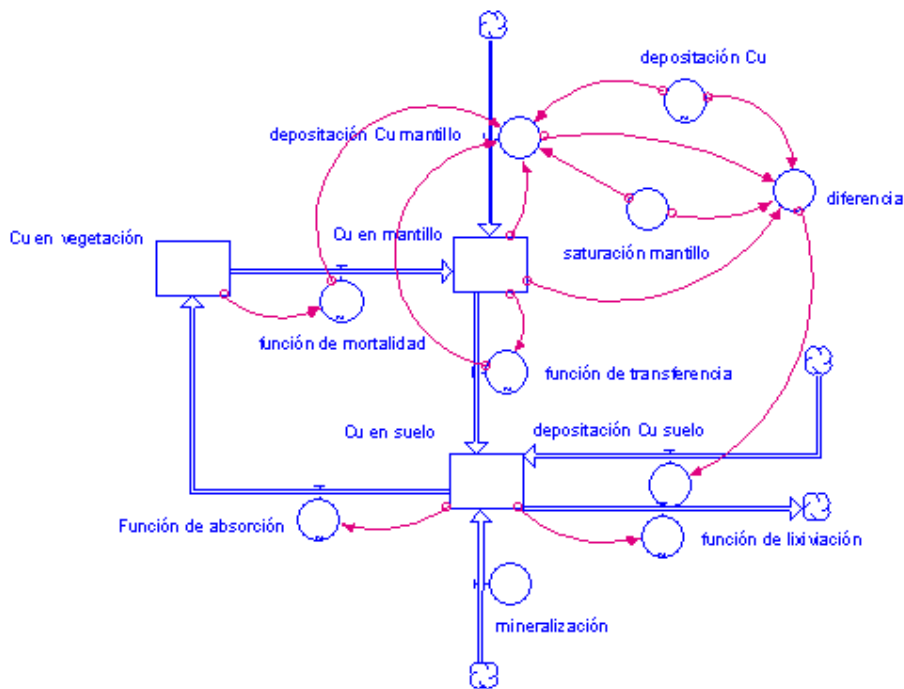 depositación Cu
depositación Cu mantillo
diferencia
Cu en vegetación
Cu en mantillo
saturación mantillo
función de mortalidad
función de transferencia
Cu en suelo
depositación Cu suelo
Función de absorción
función de lixiviación
mineralización